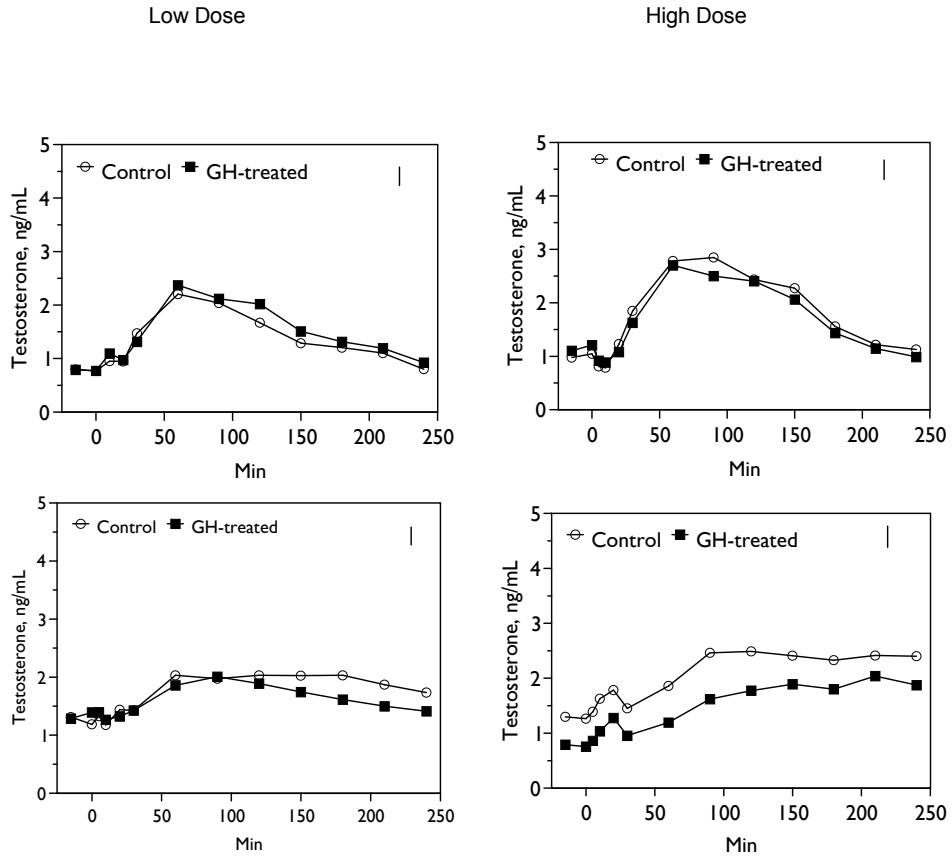 Low Dose
High Dose
Control GH-treated
Testosterone, ng/mL
5
4
3
2
1
0
0 50 100 150 200 250
Min
Control GH-treated
Testosterone, ng/mL
5
4
3
2
1
0
0 50 100 150 200 250
Min
Control GH-treated
Testosterone, ng/mL
5
4
3
2
1
0
0 50 100 150 200 250
Min
Control GH-treated
Testosterone, ng/mL
5
4
3
2
1
0
0 50 100 150 200 250
Min